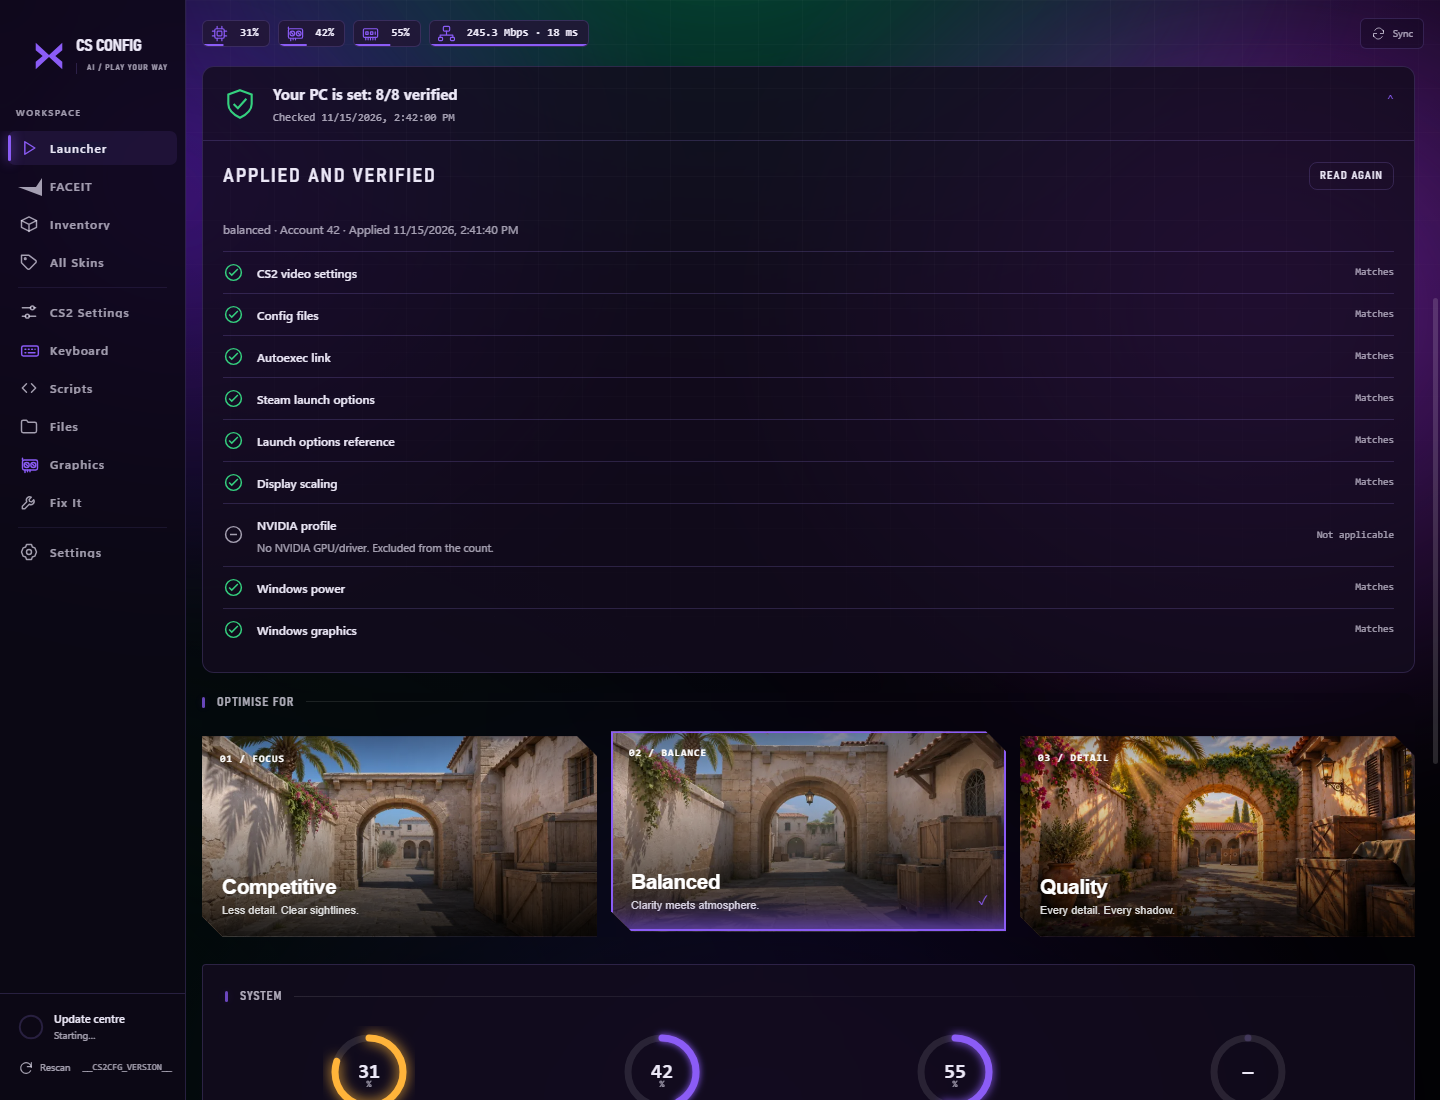 CS CONFIG
AI / PLAY YOUR WAY
WORKSPACE
Launcher
FACEIT
Inventory
All Skins
CS2 Settings
Keyboard
Scripts
Files
Graphics
Fix It
Settings
Update centre
Starting...
Rescan
__CS2CFG_VERSION__
31%
42%
55%
245.3 Mbps · 18 ms
Sync
Your PC is set: 8/8 verified
Checked 11/15/2026, 2:42:00 PM
APPLIED AND VERIFIED
READ AGAIN
balanced · Account 42 · Applied 11/15/2026, 2:41:40 PM
CS2 video settings Matches
Config files Matches
Autoexec link Matches
Steam launch options Matches
Launch options reference Matches
Display scaling Matches
NVIDIA profile
No NVIDIA GPU/driver. Excluded from the count.
Not applicable
Windows power Matches
Windows graphics Matches
OPTIMISE FOR
01 / FOCUS
Competitive
Less detail. Clear sightlines.
02 / BALANCE
Balanced
Clarity meets atmosphere.
03 / DETAIL
Quality
Every detail. Every shadow.
SYSTEM
31
%
42
%
55
%
—